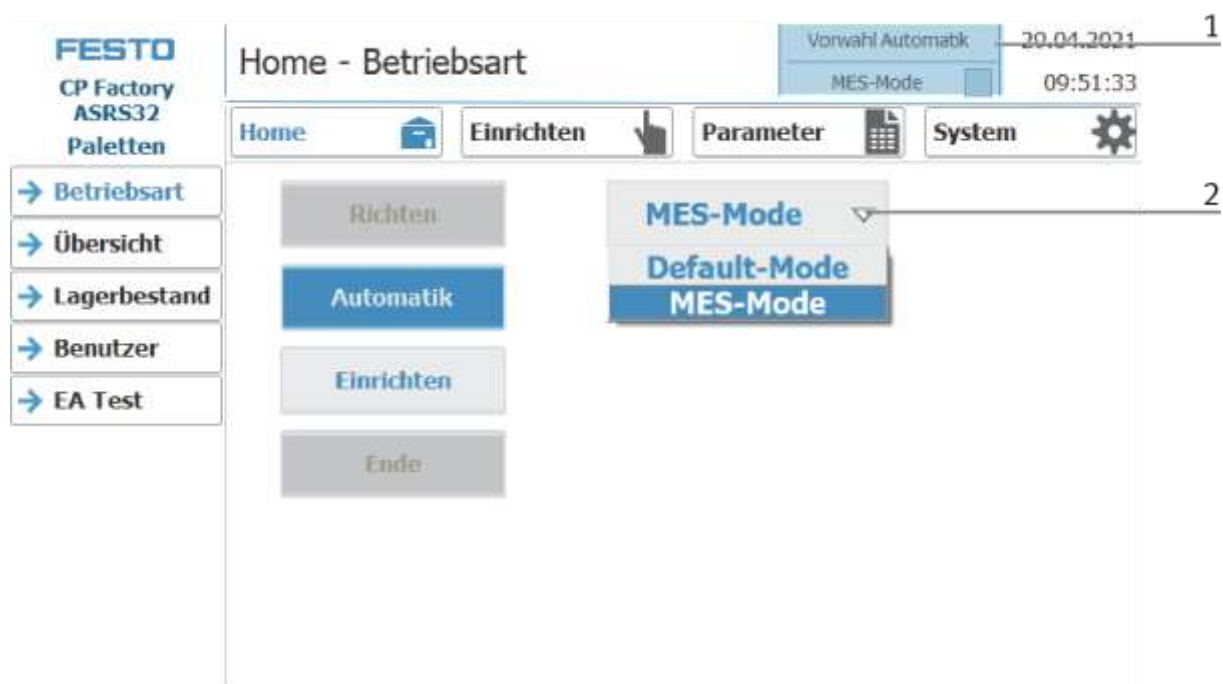 FESTO
CP Factory
ASRS32
Paletten
Home - Betriebsart
Vorwahl Automatik
MES-Mode
20.04.2021
09:51:33
1
Home
Einrichten
Parameter
System
Betriebsart
Übersicht
Lagerbestand
Benutzer
EA Test
Richten
Automatik
Einrichten
Ende
MES-Mode
2
Default-Mode
MES-Mode